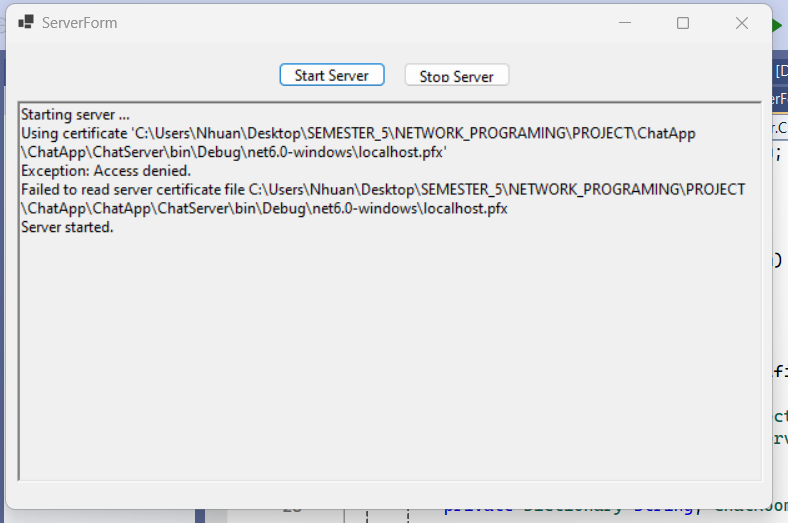 ServerForm
Start Server
Stop Server
[D
Starting server ...
Using certificate 'C:\Users\Nhuan\Desktop\SEMESTER_5\NETWORK_PROGRAMING\PROJECT\ChatApp
\ChatApp\ChatServer\bin\Debug\net6.0-windows\localhost.pfx'
Exception: Access denied.
Failed to read server certificate file C:\Users\Nhuan\Desktop\SEMESTER_5\NETWORK_PROGRAMING\PROJECT
\ChatApp\ChatApp\ChatServer\bin\Debug\net6.0-windows\localhost.pfx
Server started.